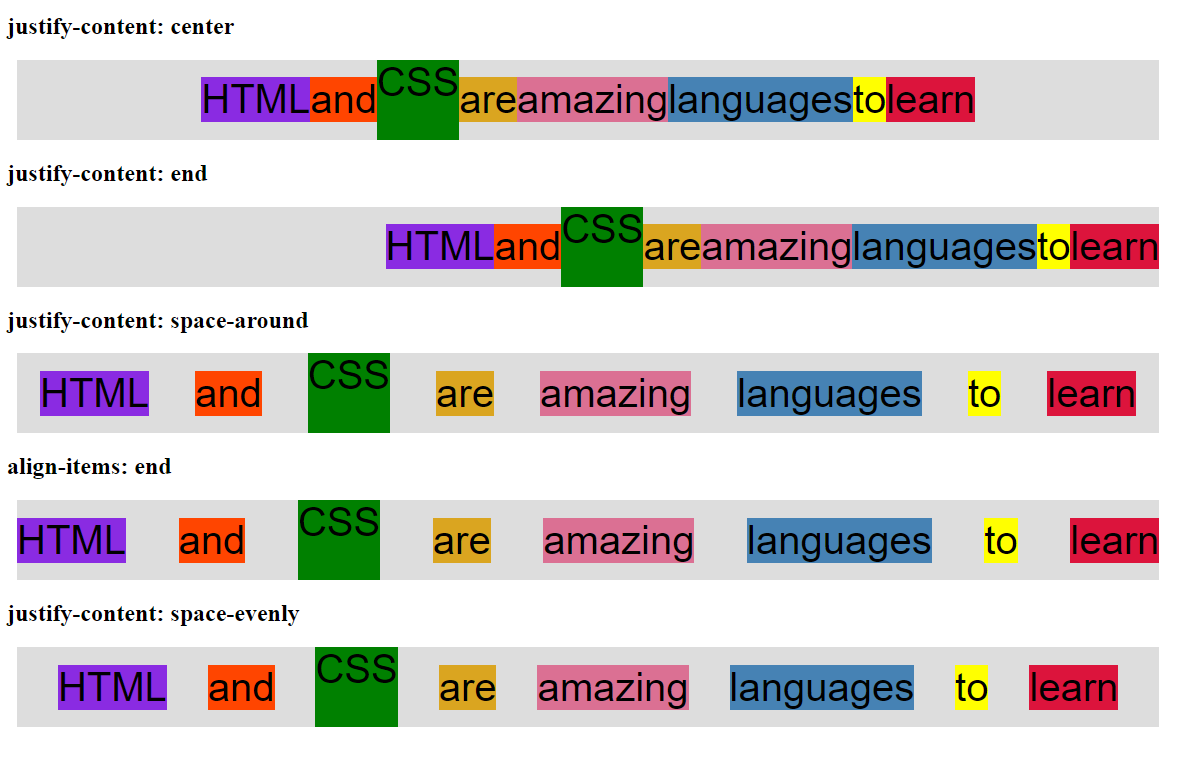 justify-content: center
HTML and CSS are amazing languages to learn
justify-content: end
HTML and CSS are amazing languages to learn
justify-content: space-around
HTML and CSS are amazing languages to learn
align-items: end
HTML and CSS are amazing languages to learn
justify-content: space-evenly
HTML and CSS are amazing languages to learn